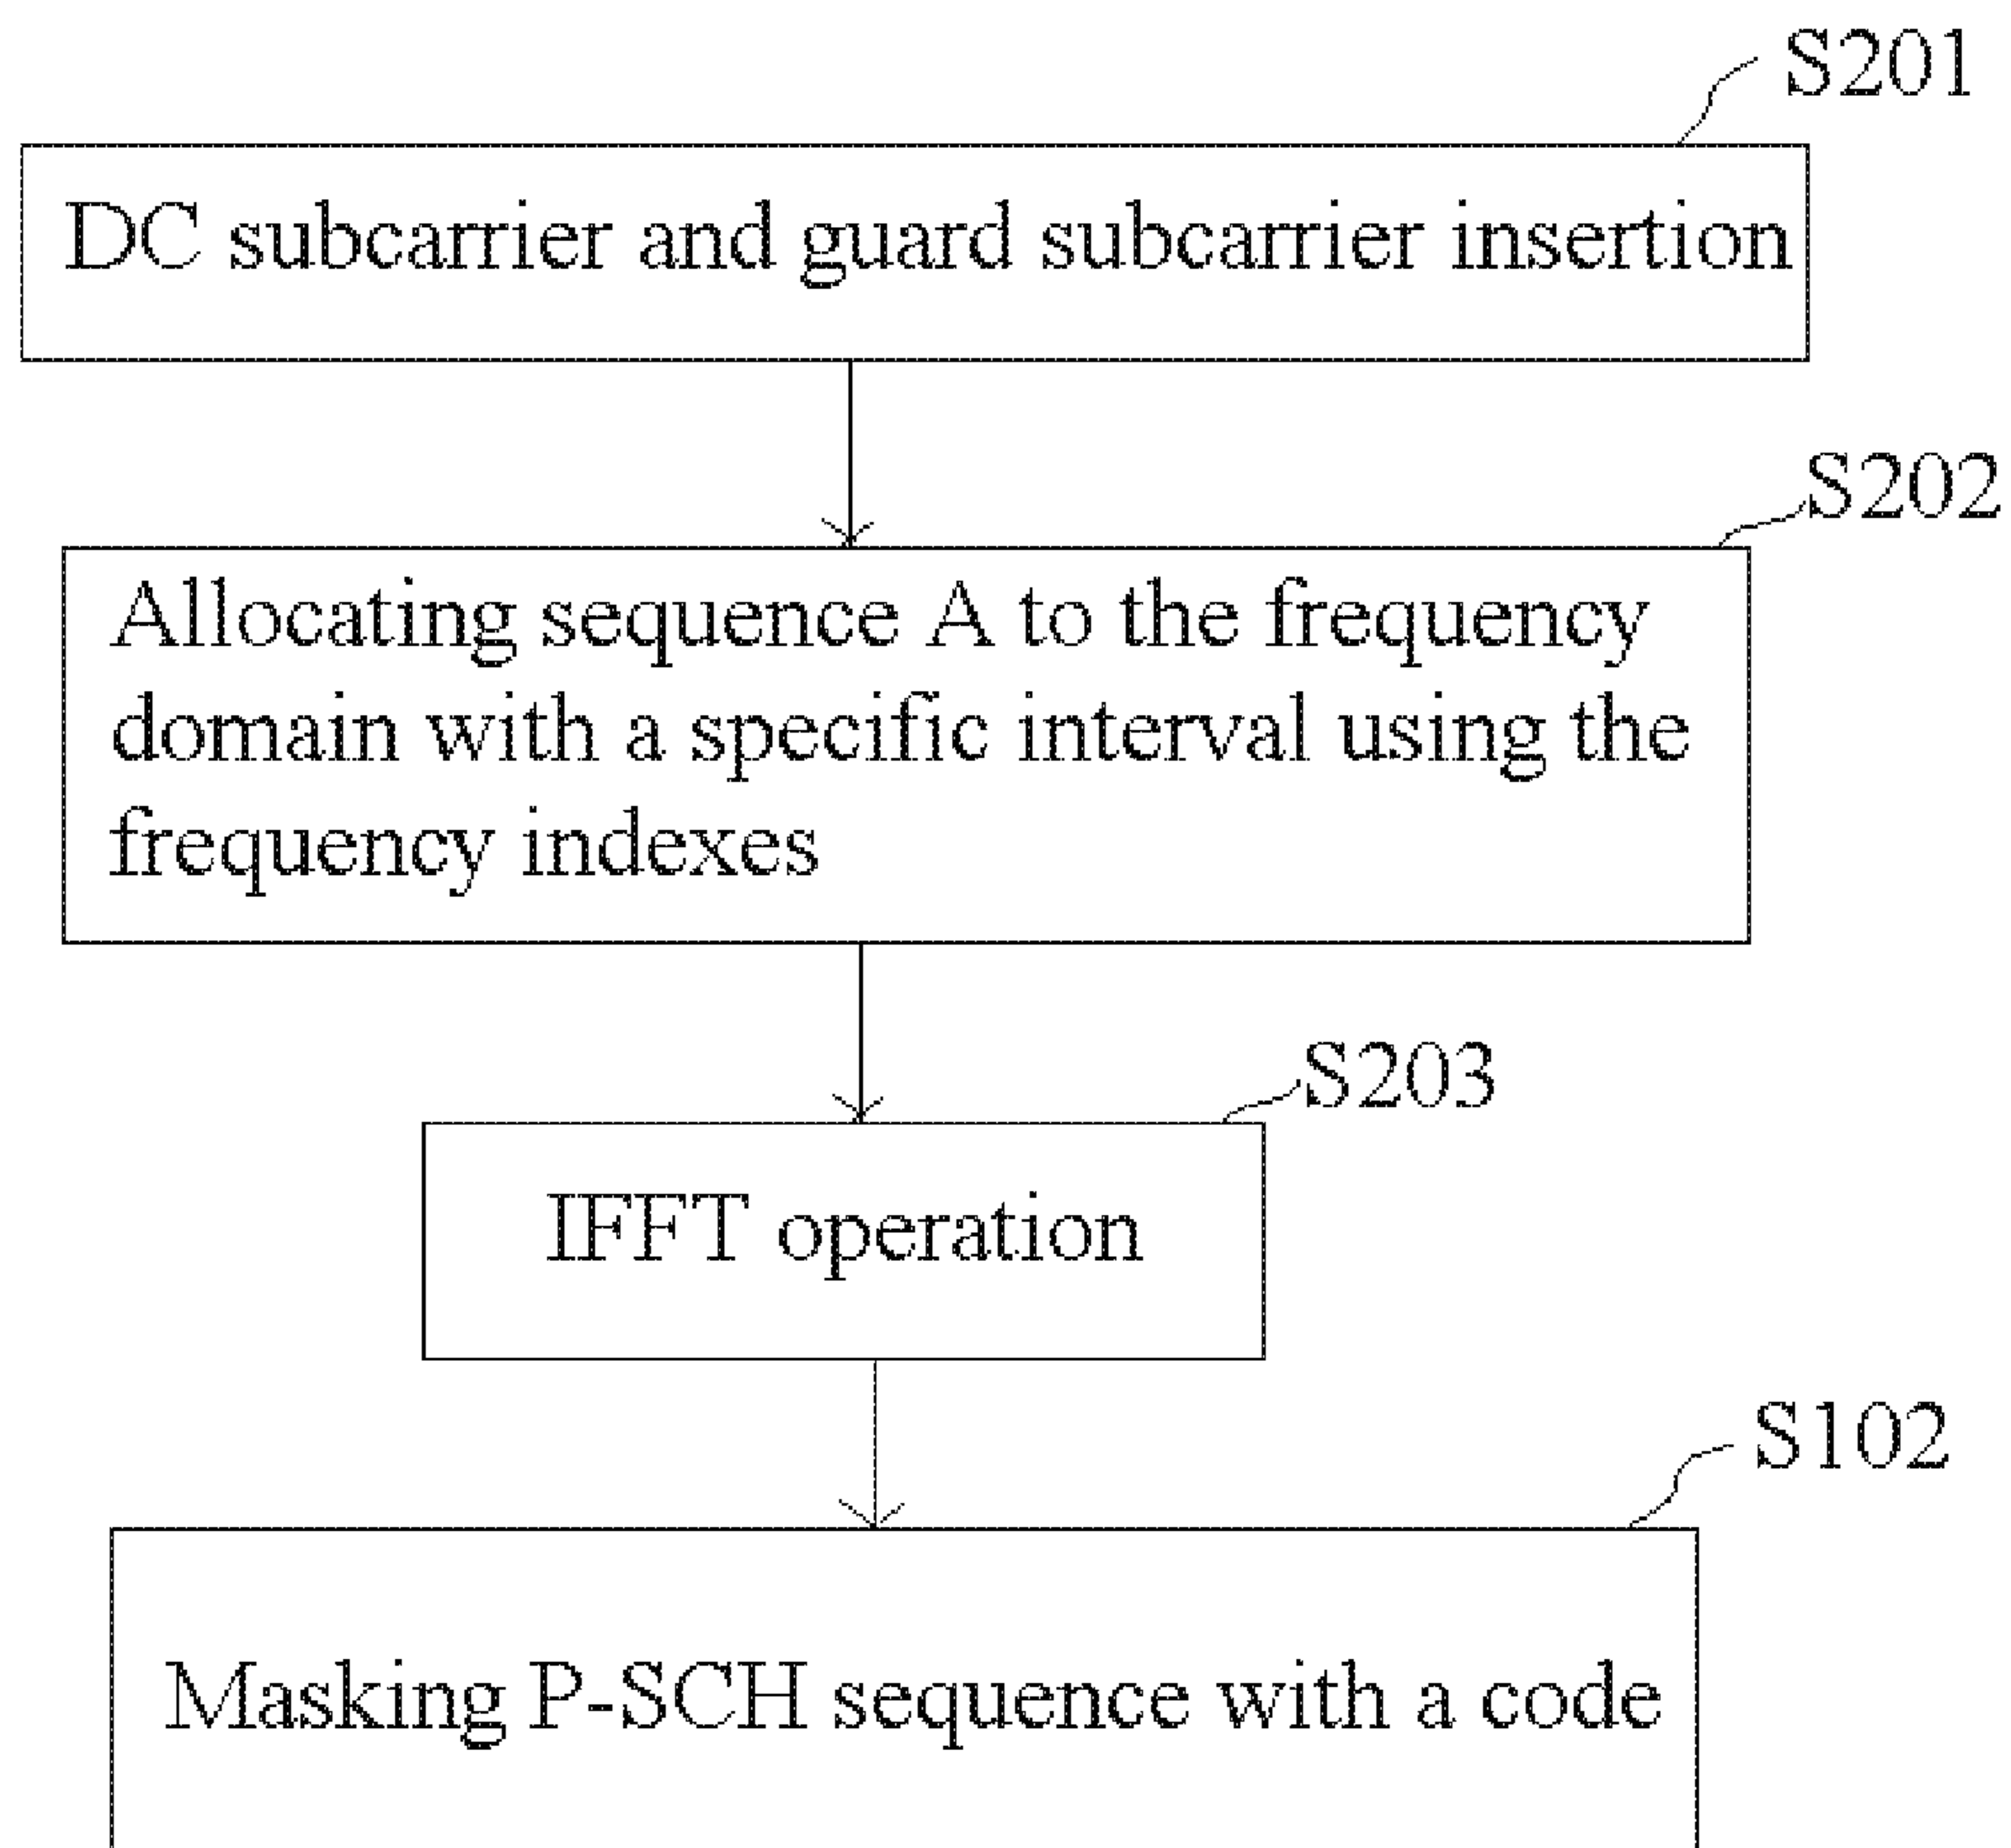 S201
DC subcarrier and guard subcarrier insertion
S202
Allocating sequence A to the frequency
domain with a specific interval using the
frequency indexes
S203
IFFT operation
S102
Masking P-SCH sequence with a code